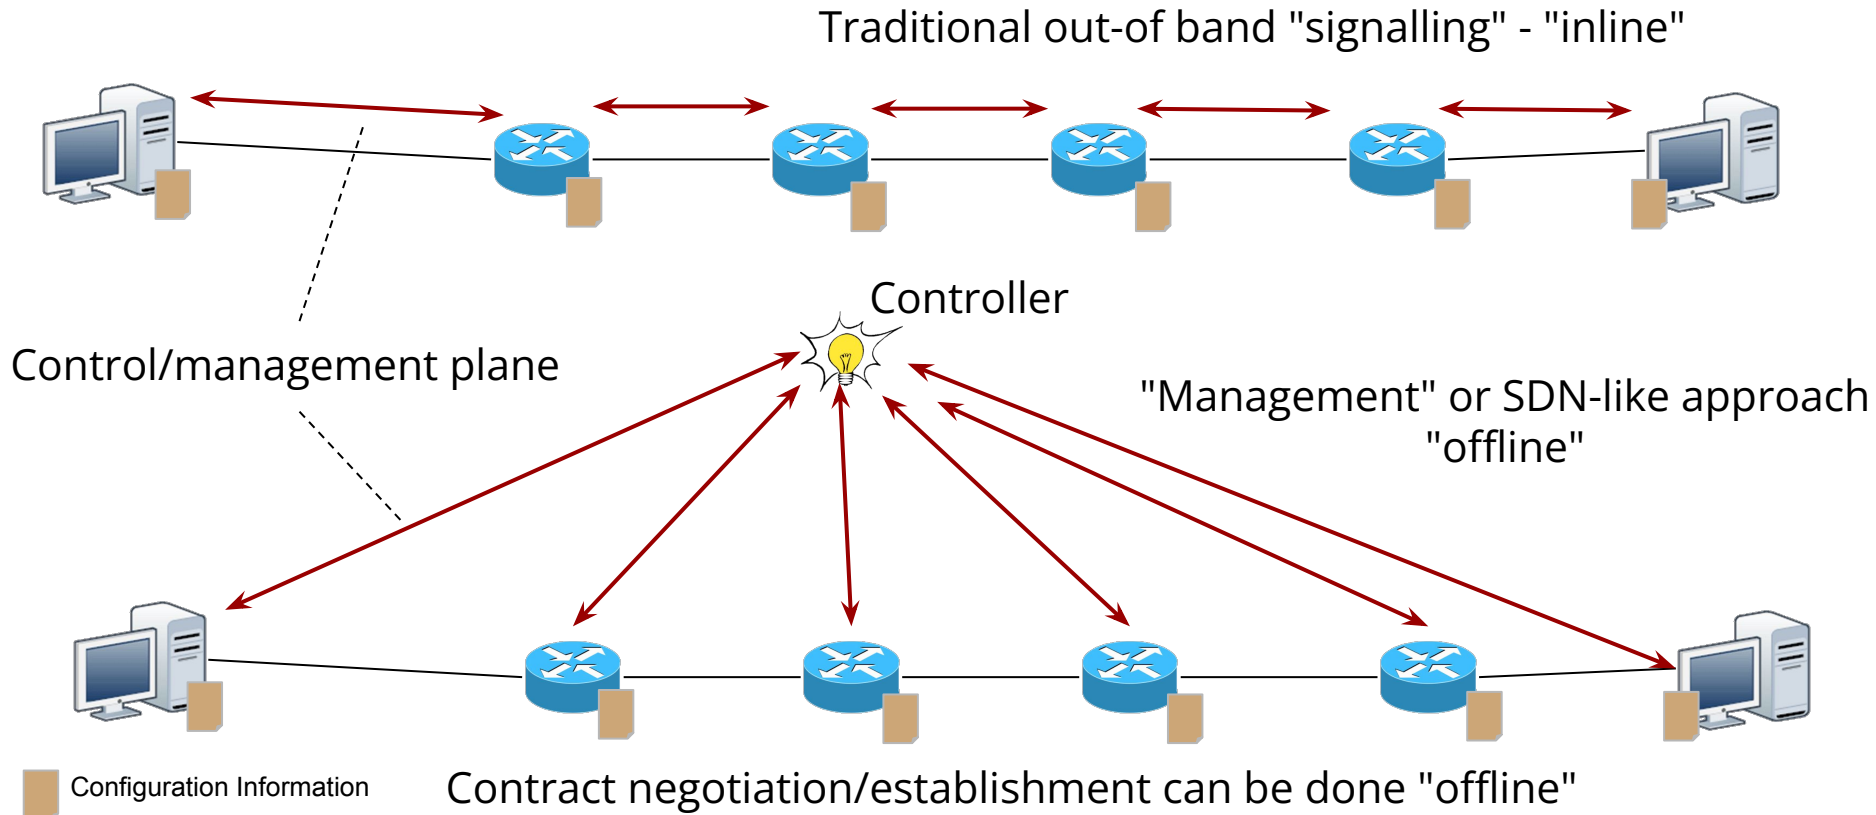 Traditional out-of band "signalling" - "inline"
Controller
Control/management plane
"Management" or SDN-like approach
"offline"
Configuration Information
Contract negotiation/establishment can be done "offline"